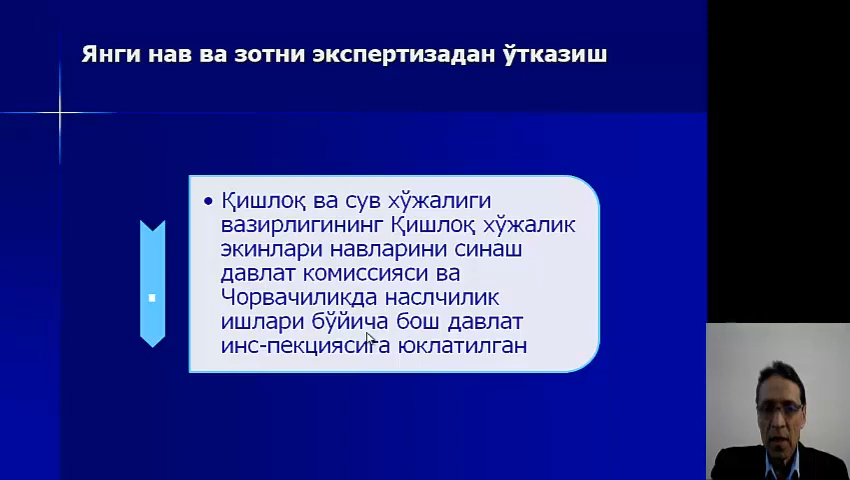 Янги нав ва зотни экспертизадан ўтказиш
• Қишлоқ ва сув хўжалиги
вазирлигининг Қишлоқ хўжалик
экинлари навларини синаш
давлат комиссияси ва
Чорвачиликда наслчилик
ишлари бўйича бош давлат
инс-пекциясига юклатилган